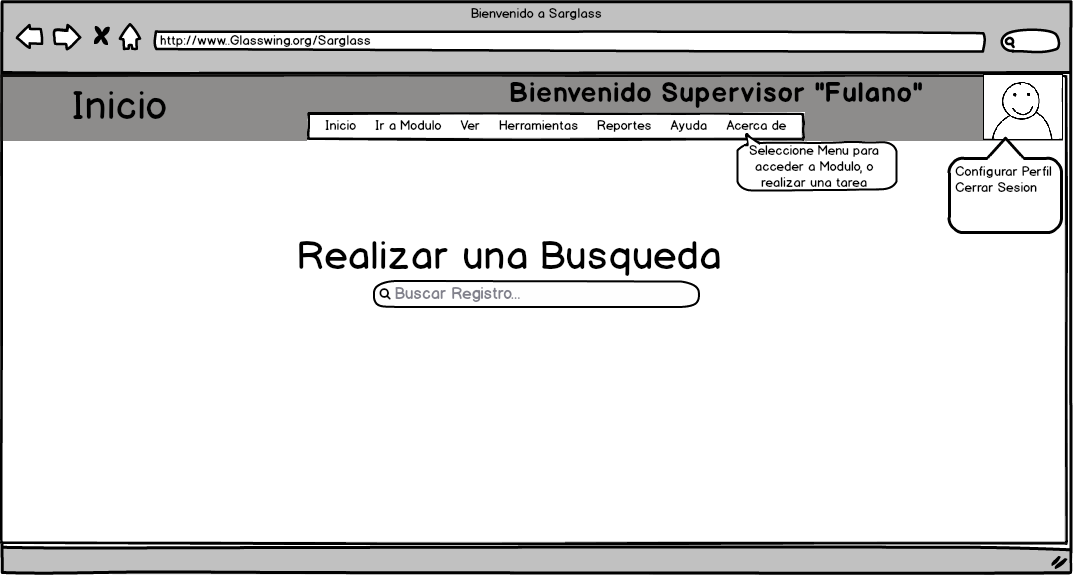 Bienvenido a Sarglass
http://www..Glasswing.org/Sarglass
Inicio
Bienvenido Supervisor "Fulano"
Inicio Ir a Modulo Ver Herramientas Reportes Ayuda Acerca de
Seleccione Menu para
acceder a Modulo, o
realizar una tarea
Configurar Perfil
Cerrar Sesion
Realizar una Busqueda
Buscar Registro...